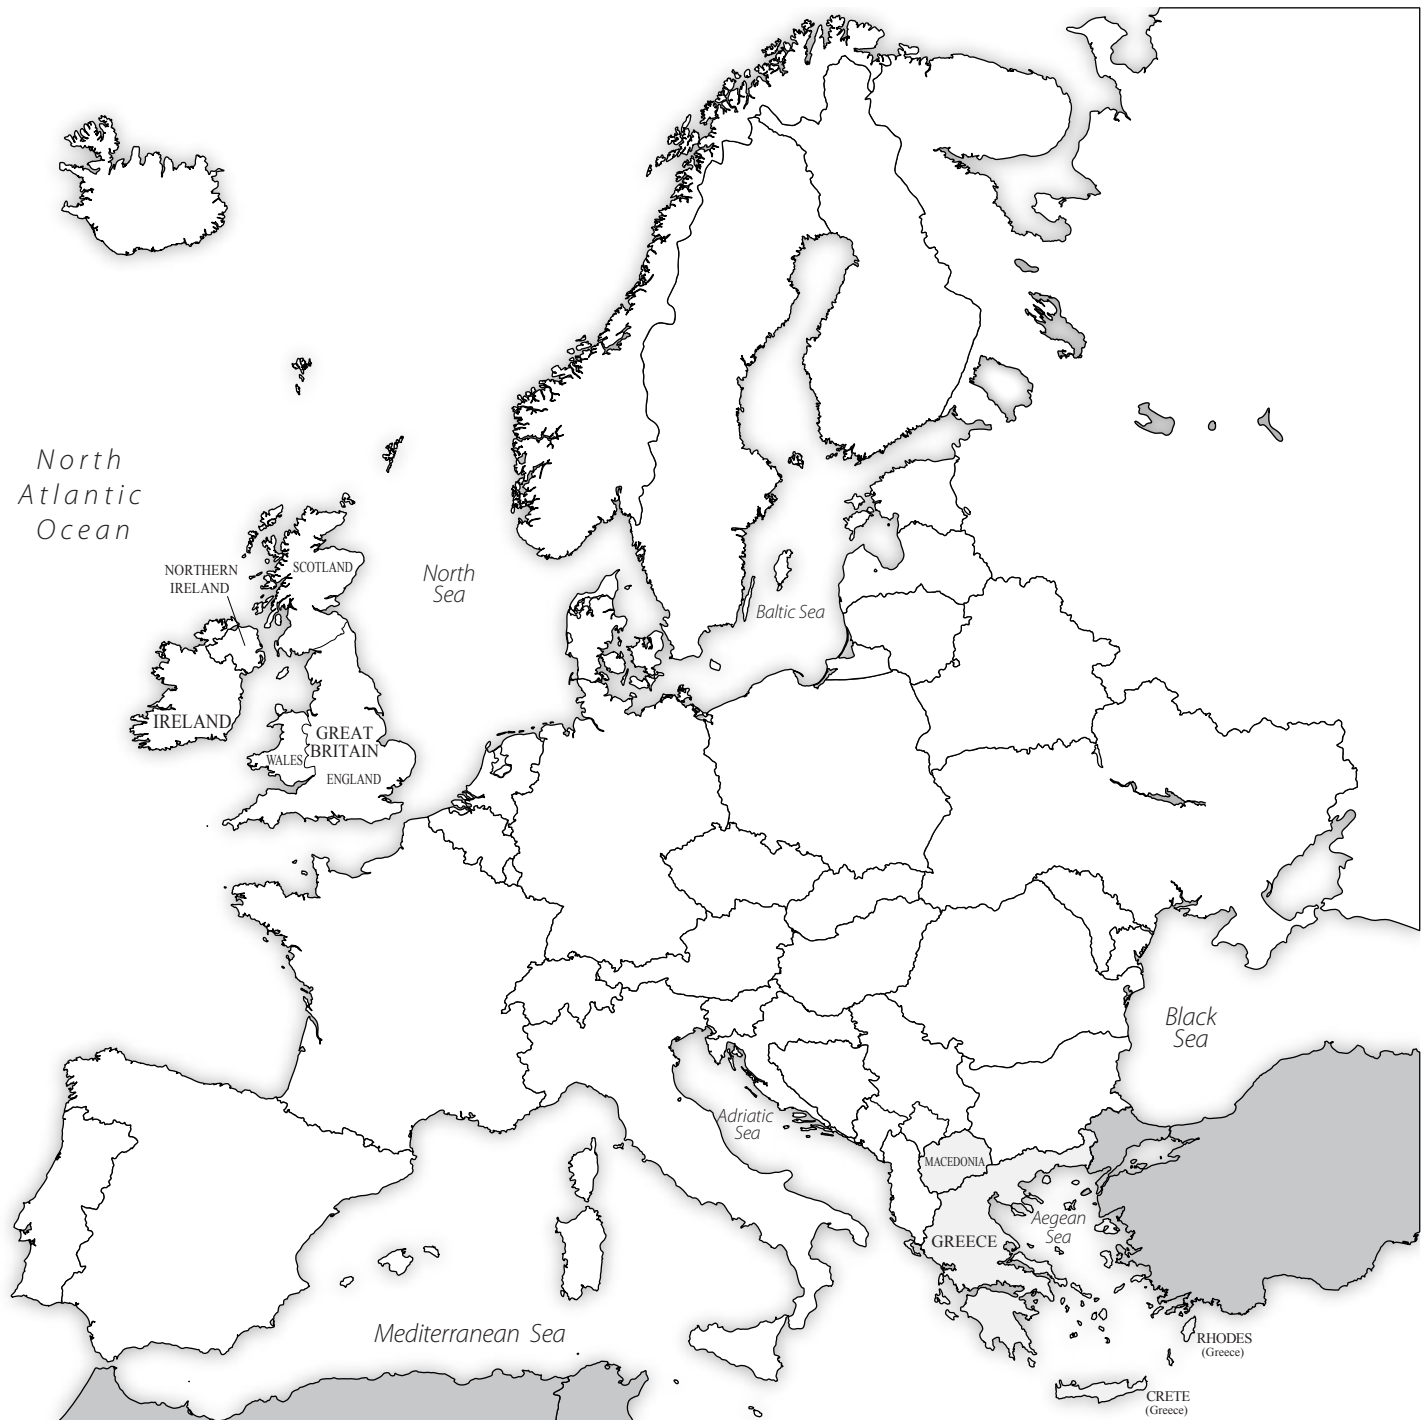 North
Atlantic
Ocean
NORTHERN
IRELAND
SCOTLAND
North
Sea
Baltic Sea
IRELAND
GREAT
BRITAIN
WALES
ENGLAND
Black
Sea
Adriatic
Sea
MACEDONIA
Aegean
Sea
GREECE
Mediterranean Sea
RHODES
(Greece)
CRETE
(Greece)